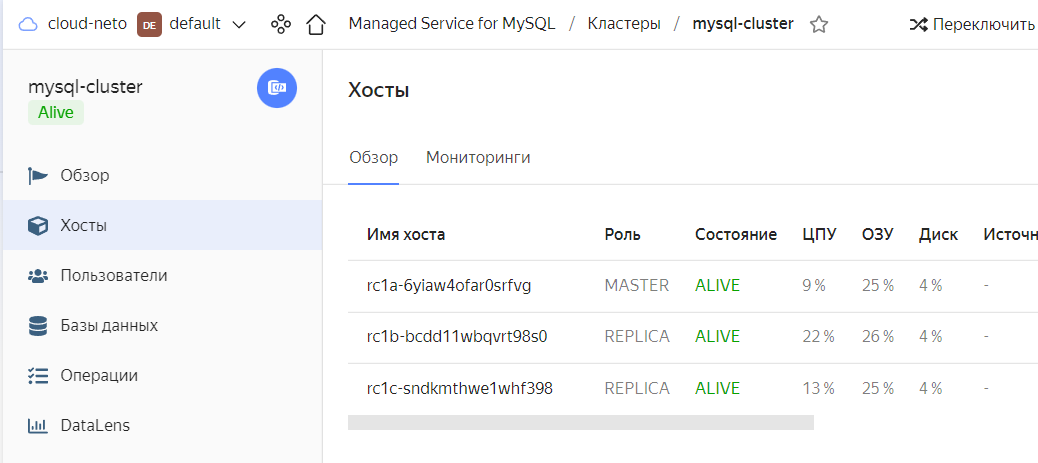 cloud-neto DE default Managed Service for MySQL / Кластеры / mysql-cluster Переключить
mysql-cluster
Alive
Обзор
Хосты
Пользователи
Базы данных
Операции
DataLens
Хосты
Обзор Мониторинги
Имя хоста Роль Состояние ЦПУ ОЗУ Диск Источн
rc1a-6yiaw4ofar0srfvg MASTER ALIVE 9 % 25 % 4 % -
rc1b-bcdd11wbqvrt98s0 REPLICA ALIVE 22 % 26 % 4 % -
rc1c-sndkmthwe1whf398 REPLICA ALIVE 13 % 25 % 4 % -